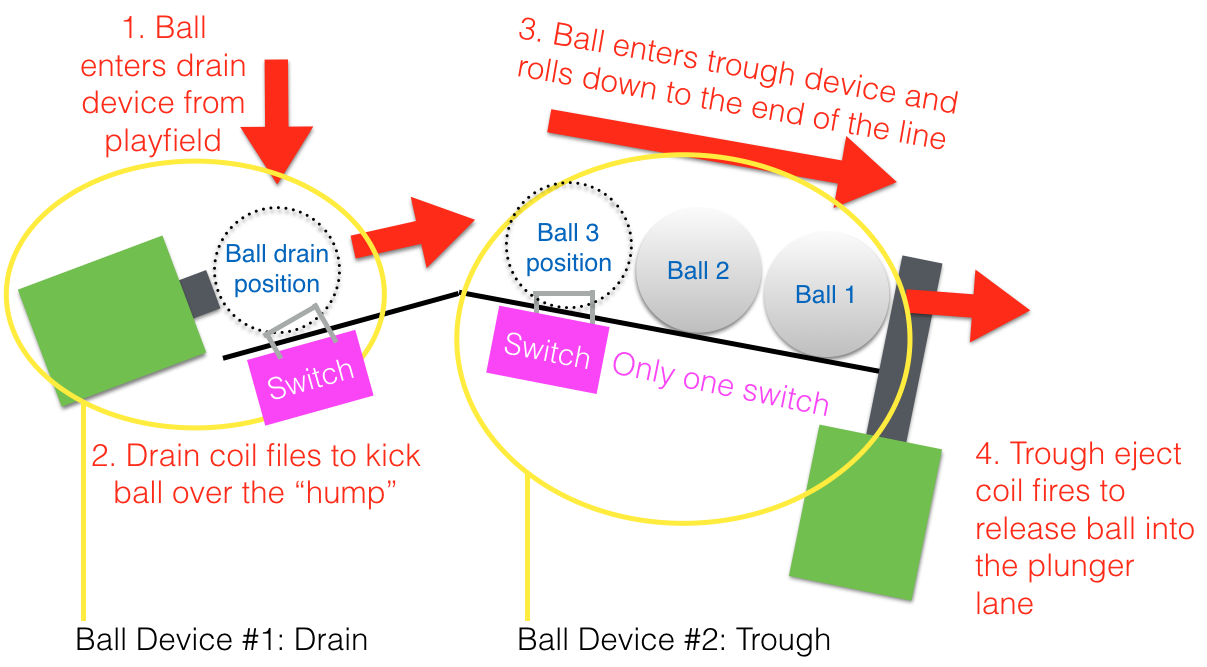 1. Ball
enters drain
device from
playfield
3. Ball enters trough device and
rolls down to the end of the line
Ball drain
position
Switch
Ball 3
position
Ball 2
Ball 1
Switch
Only one switch
2. Drain coil files to kick
ball over the “hump”
4. Trough eject
coil fires to
release ball into
the plunger
lane
Ball Device #1: Drain
Ball Device #2: Trough